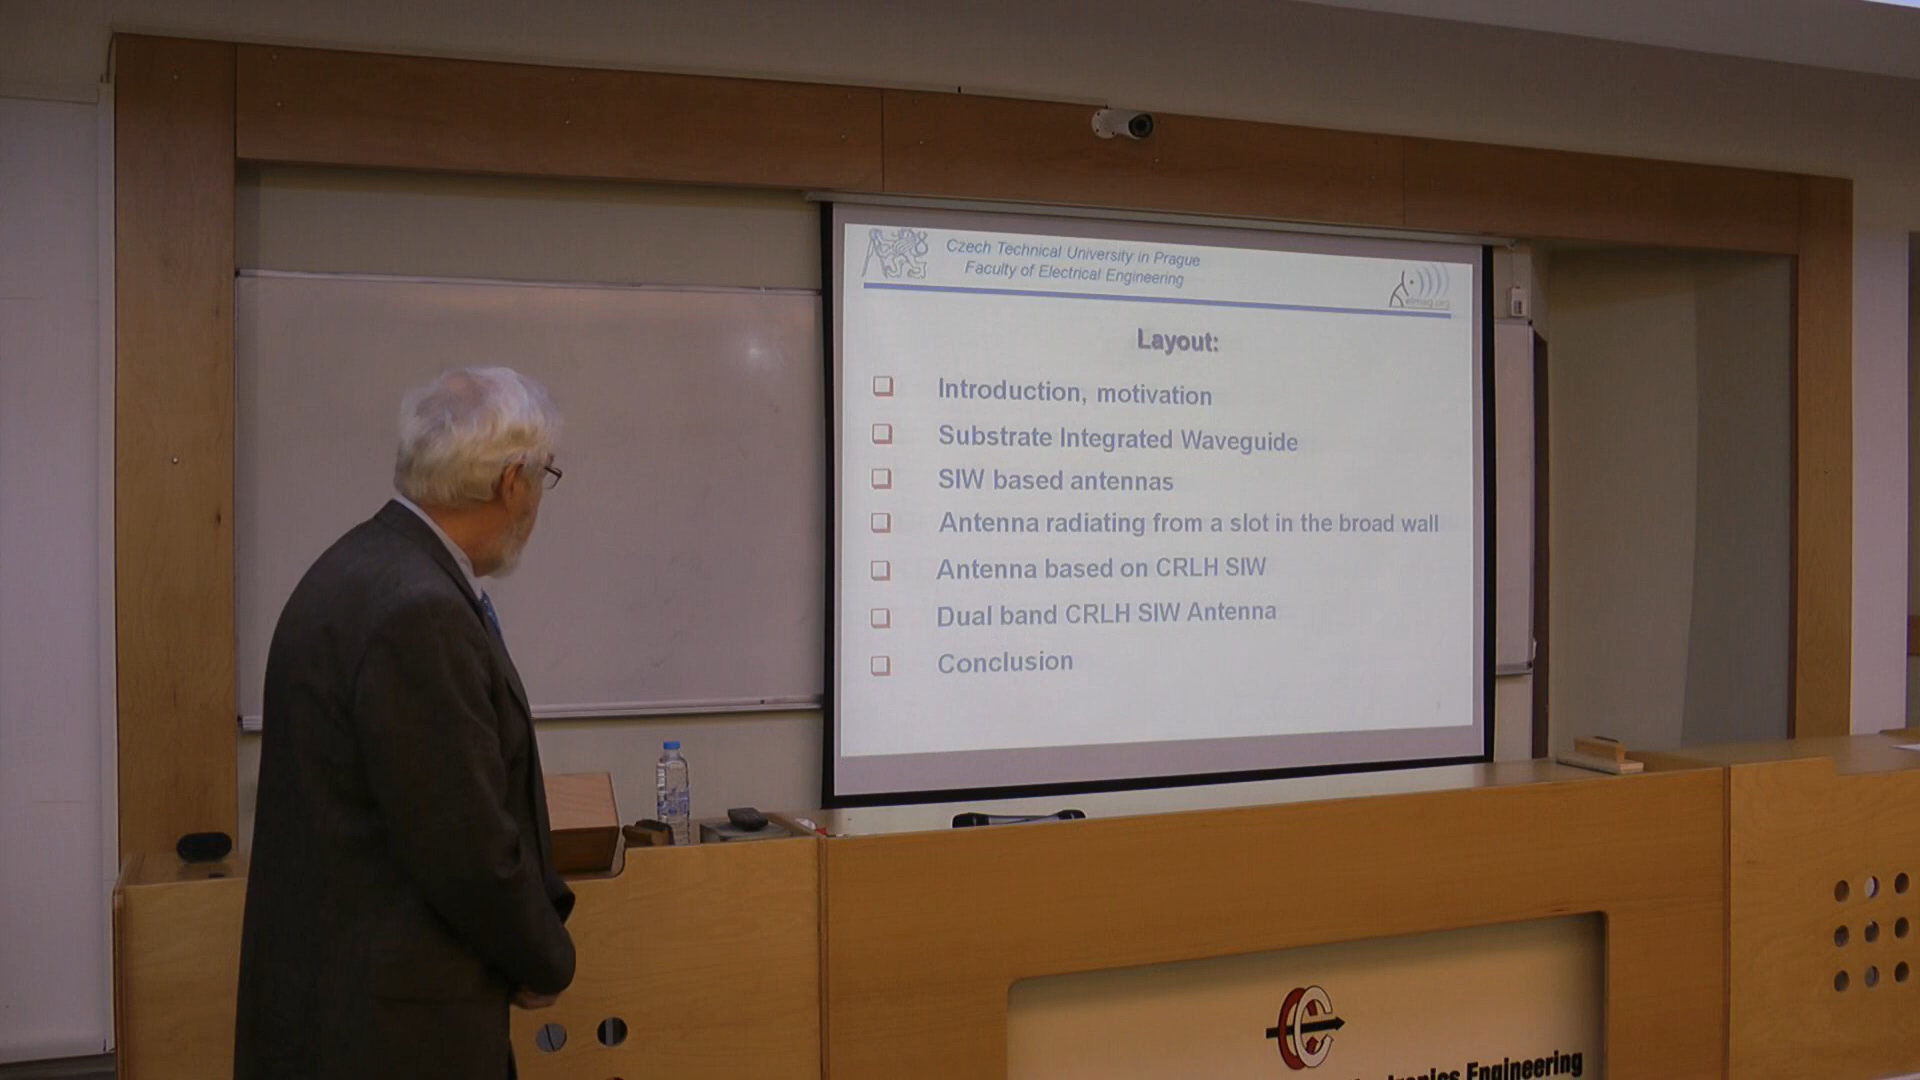 Czech Technical University in Prague
Faculty of Electrical Engineering
elmag.org
Layout:
Introduction, motivation
Substrate Integrated Waveguide
SIW based antennas
Antenna radiating from a slot in the broad wall
Antenna based on CRLH SIW
Dual band CRLH SIW Antenna
Conclusion
Engineering